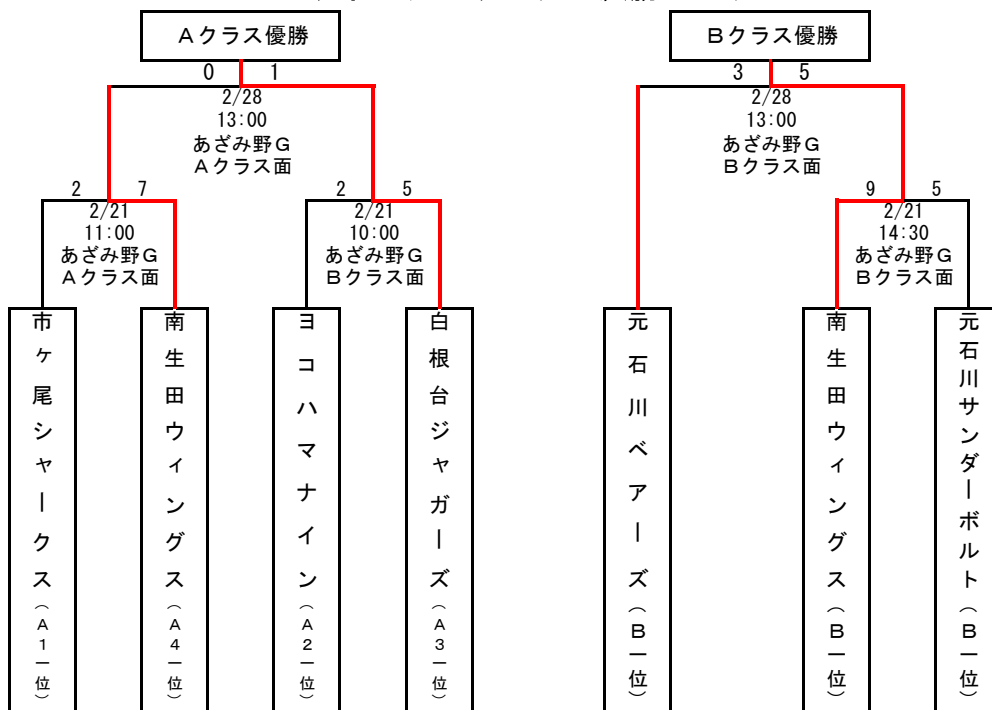 Aクラス優勝
0 1
2/28
13:00
あざみ野G
Aクラス面
2 7
2/21
11:00
あざみ野G
Aクラス面
2 5
2/21
10:00
あざみ野G
Bクラス面
市ヶ尾シャークス(A1一位)
南生田ウィングス(A4一位)
ヨコハマナイン(A2一位)
白根台ジャガーズ(A3一位)
Bクラス優勝
3 5
2/28
13:00
あざみ野G
Bクラス面
9 5
2/21
14:30
あざみ野G
Bクラス面
元石川ベアーズ(B一位)
南生田ウィングス(B一位)
元石川サンダーボルト(B一位)